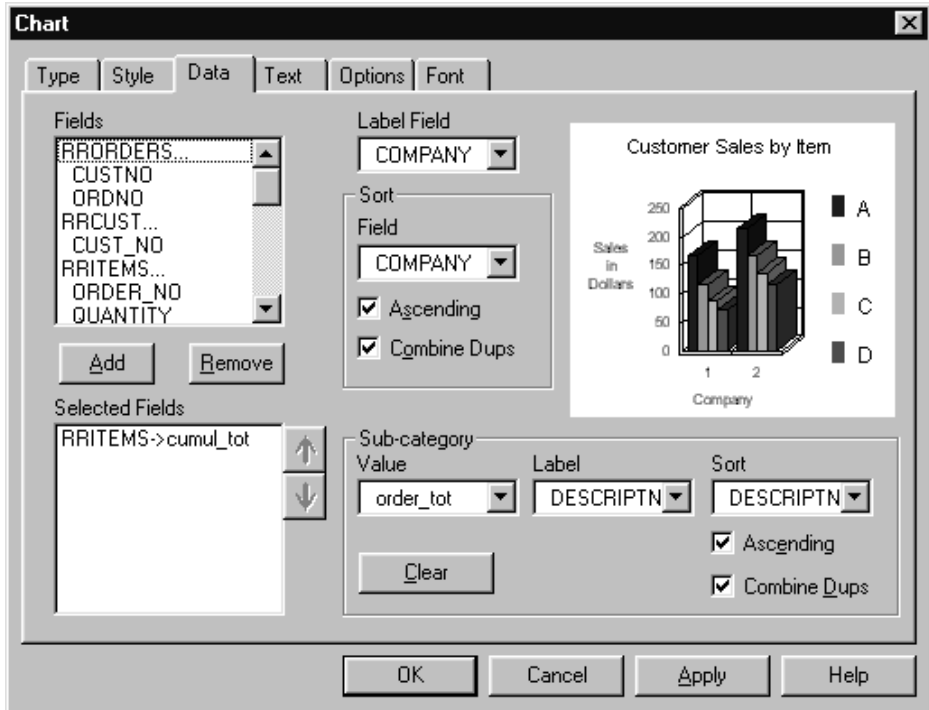 Chart
Type Style Data Text Options Font
Fields
RRORDERS...
CUSTNO
ORDNO
RRCUST...
CUST_NO
RRITEMS...
ORDER_NO
QUANTITY
Add Remove
Selected Fields
RRITEMS->cumul_tot
Label Field
COMPANY
Sort
Field
COMPANY
Ascending
Combine Dups
Customer Sales by Item
250
200
150
100
50
0
Sales
in
Dollars
1 2
Company
A
B
C
D
Sub-category
Value Label Sort
order_tot DESCRIPTN DESCRIPTN
Ascending
Clear
Combine Dups
OK Cancel Apply Help